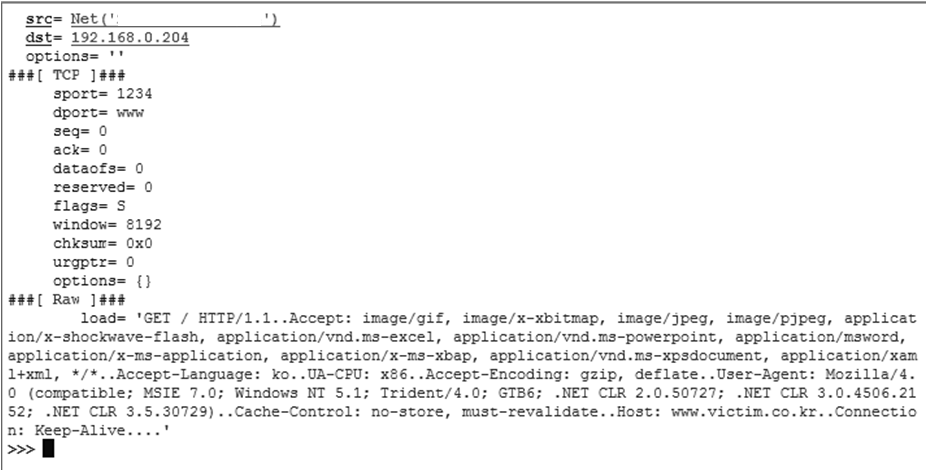 src= Net('                    ')
dst= 192.168.0.204
options= ''
###[ TCP ]###
sport= 1234
dport= www
seq= 0
ack= 0
dataofs= 0
reserved= 0
flags= S
window= 8192
chksum= 0x0
urgptr= 0
options= {}
###[ Raw ]###
load= 'GET / HTTP/1.1..Accept: image/gif, image/x-xbitmap, image/jpeg, image/pjpeg, applicat
ion/x-shockwave-flash, application/vnd.ms-excel, application/vnd.ms-powerpoint, application/msword,
application/x-ms-application, application/x-ms-xbap, application/vnd.ms-xpsdocument, application/xam
l+xml, */*..Accept-Language: ko..UA-CPU: x86..Accept-Encoding: gzip, deflate..User-Agent: Mozilla/4.
0 (compatible; MSIE 7.0; Windows NT 5.1; Trident/4.0; GTB6; .NET CLR 2.0.50727; .NET CLR 3.0.4506.21
52; .NET CLR 3.5.30729)..Cache-Control: no-store, must-revalidate..Host: www.victim.co.kr..Connectio
n: Keep-Alive....'
>>>